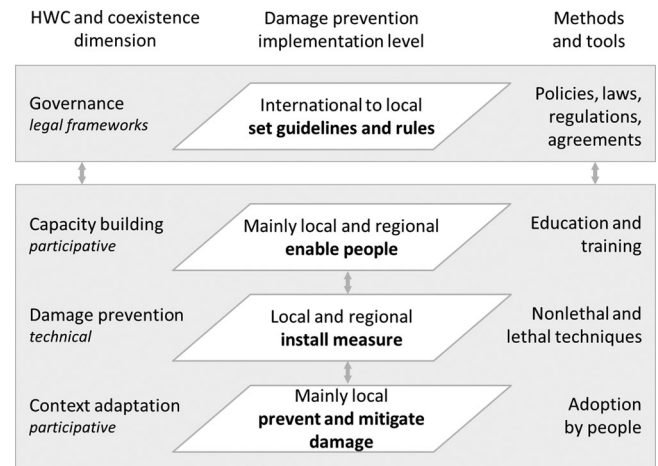 HWC and coexistence
dimension
Damage prevention
implementation level
Methods
and tools
Governance
legal frameworks
International to local
set guidelines and rules
Policies, laws,
regulations,
agreements
Capacity building
participative
Mainly local and regional
enable people
Education and
training
Damage prevention
technical
Local and regional
install measure
Nonlethal and
lethal techniques
Context adaptation
participative
Mainly local
prevent and mitigate
damage
Adoption
by people